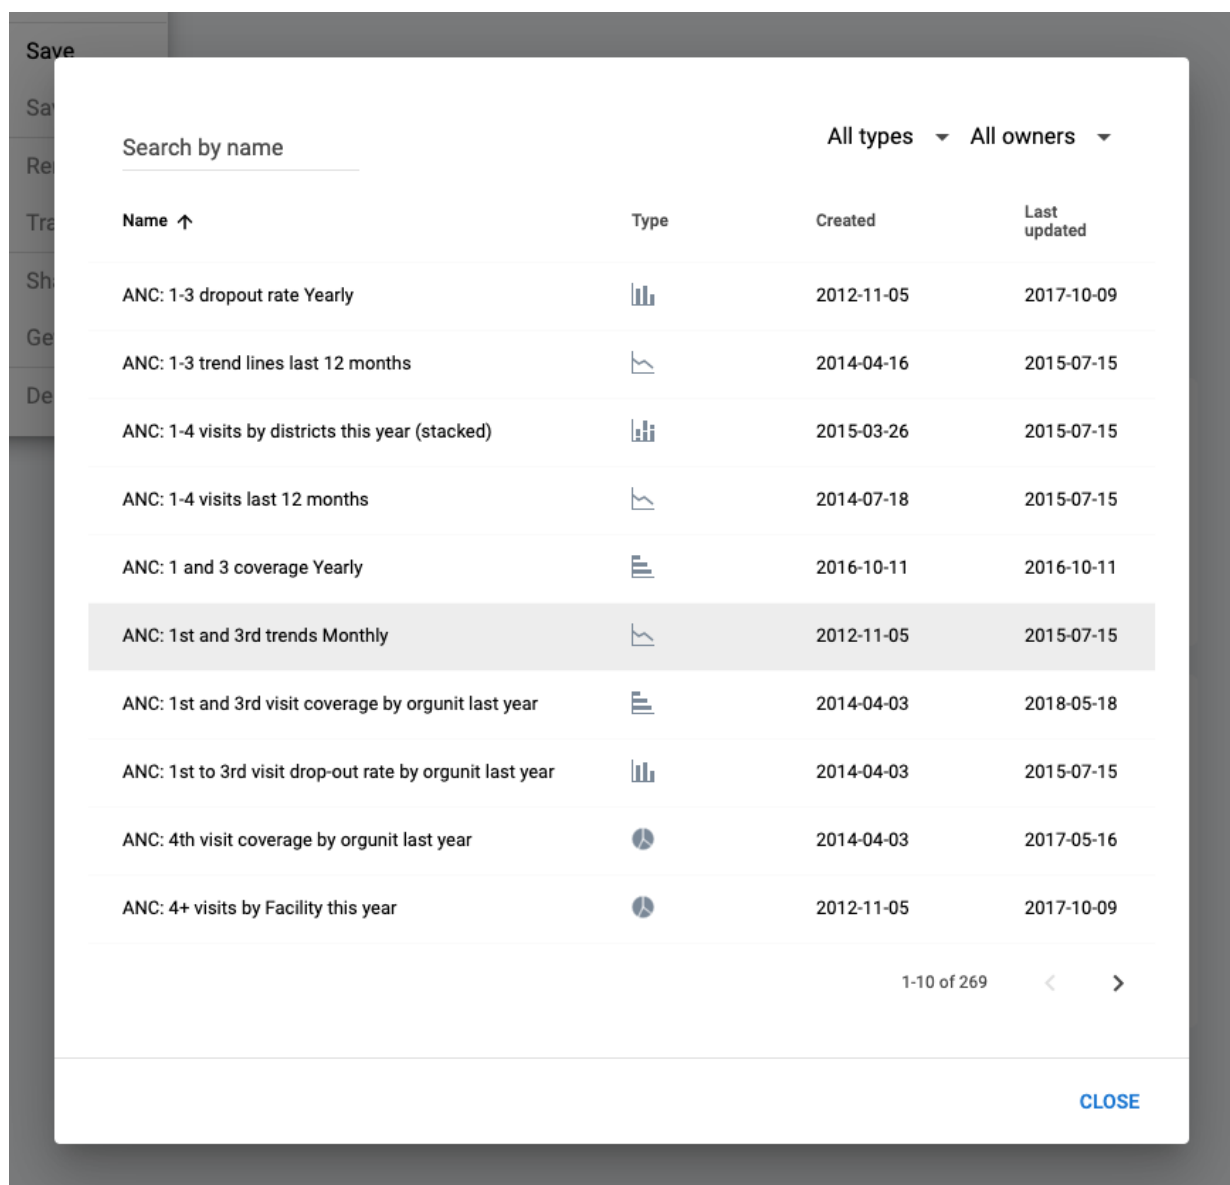 Save
Sa
Re
Tra
Sh
Ge
De
Search by name
All types All owners
Name Type Created Last updated
ANC: 1-3 dropout rate Yearly 2012-11-05 2017-10-09
ANC: 1-3 trend lines last 12 months 2014-04-16 2015-07-15
ANC: 1-4 visits by districts this year (stacked) 2015-03-26 2015-07-15
ANC: 1-4 visits last 12 months 2014-07-18 2015-07-15
ANC: 1 and 3 coverage Yearly 2016-10-11 2016-10-11
ANC: 1st and 3rd trends Monthly 2012-11-05 2015-07-15
ANC: 1st and 3rd visit coverage by orgunit last year 2014-04-03 2018-05-18
ANC: 1st to 3rd visit drop-out rate by orgunit last year 2014-04-03 2015-07-15
ANC: 4th visit coverage by orgunit last year 2014-04-03 2017-05-16
ANC: 4+ visits by Facility this year 2012-11-05 2017-10-09
1-10 of 269
CLOSE